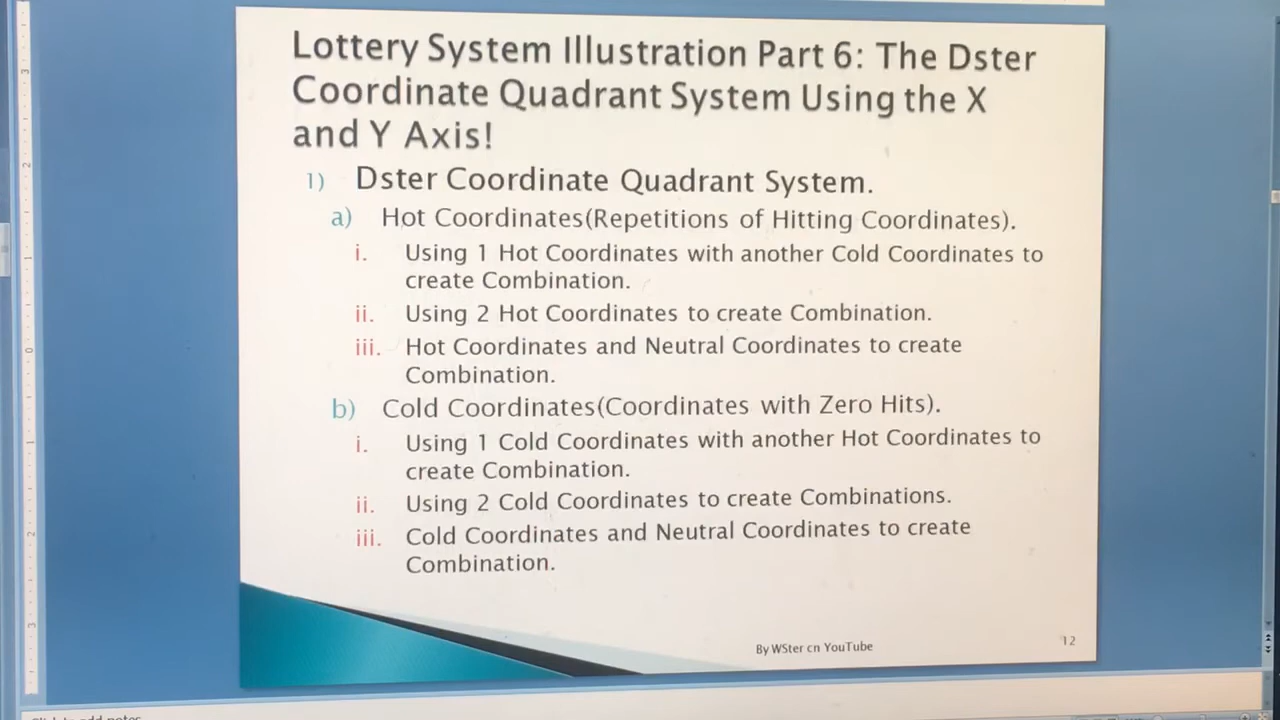 Lottery System Illustration Part 6: The Dster
Coordinate Quadrant System Using the X
and Y Axis!
1) Dster Coordinate Quadrant System.
a) Hot Coordinates(Repetitions of Hitting Coordinates).
i. Using 1 Hot Coordinates with another Cold Coordinates to
create Combination.
ii. Using 2 Hot Coordinates to create Combination.
iii. Hot Coordinates and Neutral Coordinates to create
Combination.
b) Cold Coordinates(Coordinates with Zero Hits).
i. Using 1 Cold Coordinates with another Hot Coordinates to
create Combination.
ii. Using 2 Cold Coordinates to create Combinations.
iii. Cold Coordinates and Neutral Coordinates to create
Combination.
By WSter cn YouTube
12